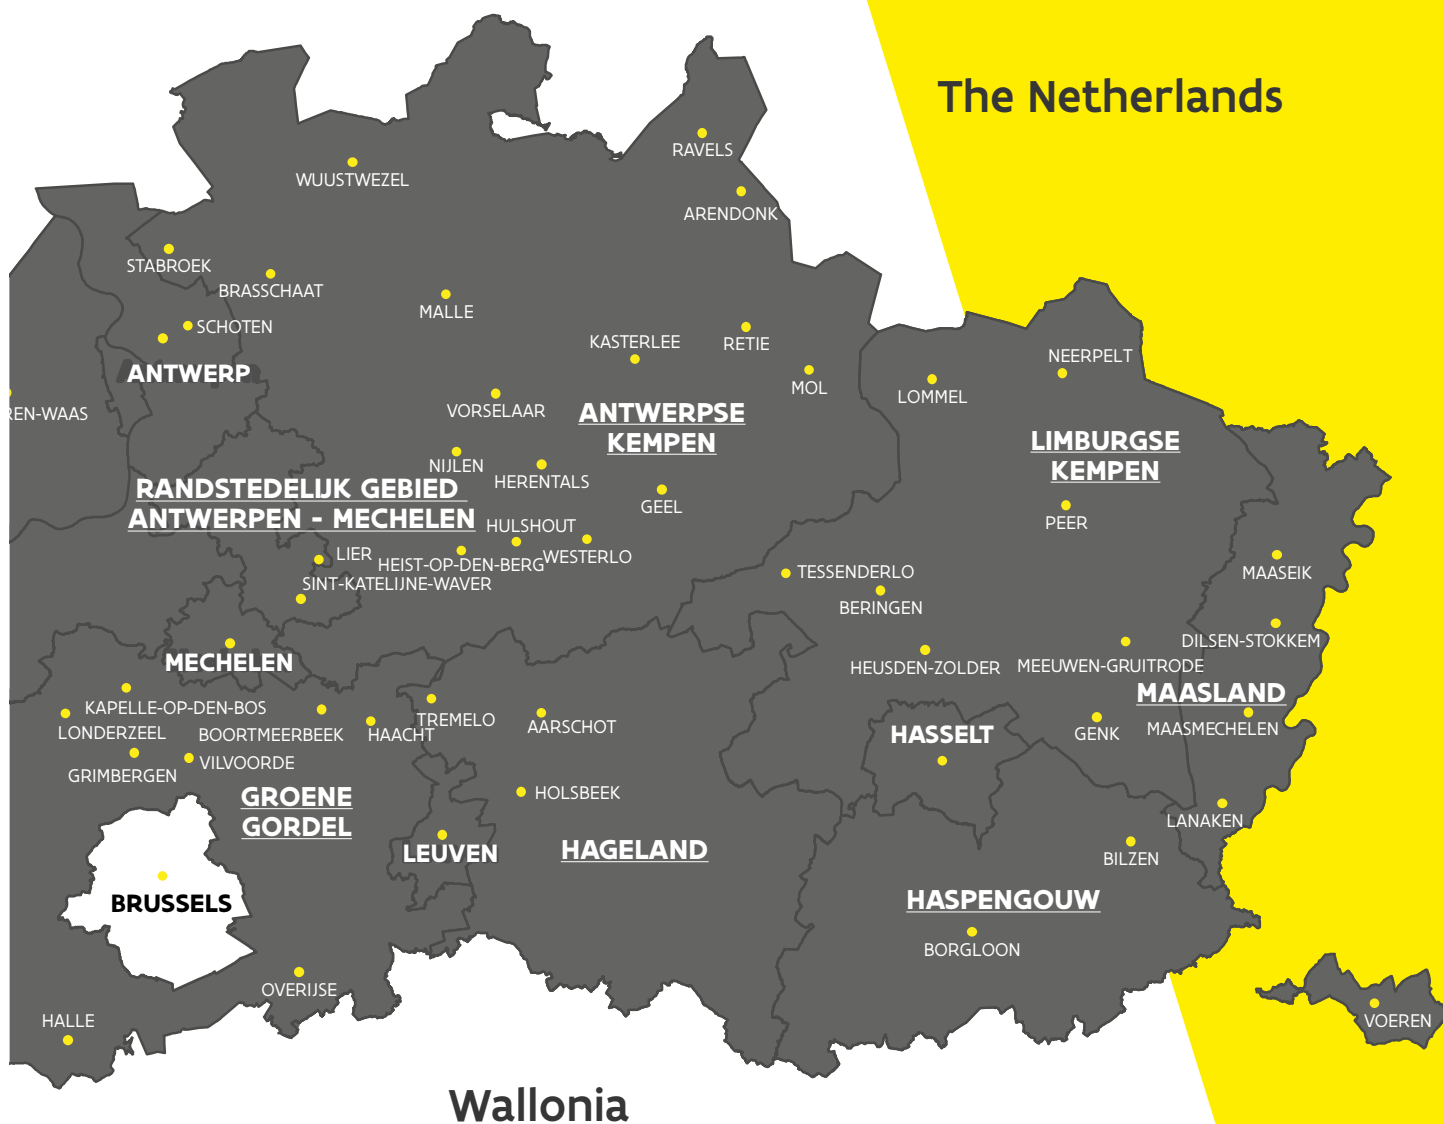 The Netherlands
RAVELS
WUUSTWEZEL
ARENDONK
STABROEK
BRASSCHAAT
MALLE
SCHOTEN
KASTERLEE
RETIE
NEERPELT
ANTWERP
MOL
LOMMEL
REN-WAAS
VORSELAAR
ANTWERPSE
KEMPEN
LIMBURGSE
KEMPEN
NIJLEN
HERENTALS
RANDSTEDELIJK GEBIED
ANTWERPEN - MECHELEN
GEEL
PEER
HULSHOUT
LIER
HEIST-OP-DEN-BERG
WESTERLO
SINT-KATELIJNE-WAVER
TESSENDERLO
MAASEIK
BERINGEN
DILSEN-STOKKEM
MECHELEN
HEUSDEN-ZOLDER
MEEUWEN-GRUITRODE
MAASLAND
KAPELLE-OP-DEN-BOS
TREMELO
AARSCHOT
LONDERZEEL
BOORTMEERBEEK
HAACHT
HASSELT
GENK
MAASMECHELEN
VILVOORDE
GRIMBERGEN
GROENE
GORDEL
HOLSBEEK
LANAKEN
LEUVEN
HAGELAND
BILZEN
BRUSSELS
HASPENGOUW
BORGLOON
OVERIJSE
HALLE
VOEREN
Wallonia